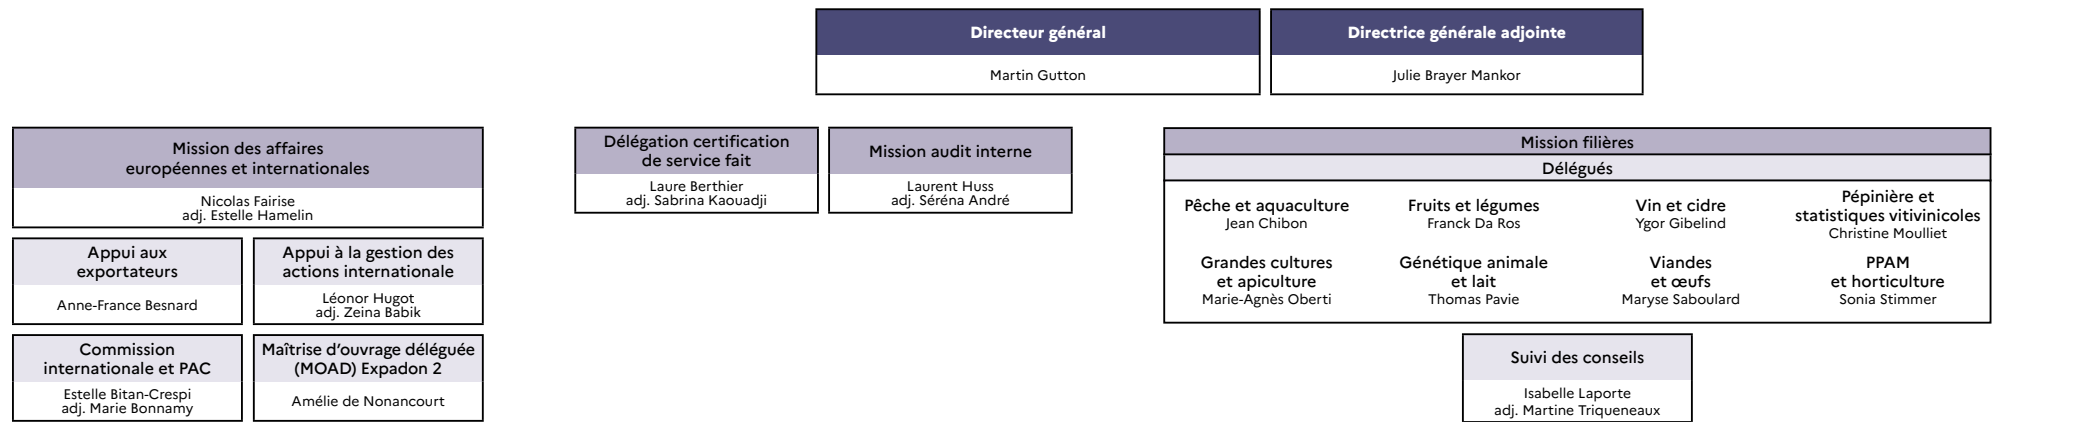 Directeur général
Martin Gutton
Directrice générale adjointe
Julie Brayer Mankor
Mission des affaires
européennes et internationales
Nicolas Fairise
adj. Estelle Hamelin
Appui aux
exportateurs
Anne-France Besnard
Appui à la gestion des
actions internationale
Léonor Hugot
adj. Zeina Babik
Commission
internationale et PAC
Estelle Bitan-Crespi
adj. Marie Bonnamy
Maîtrise d’ouvrage déléguée
(MOAD) Expadon 2
Amélie de Nonancourt
Délégation certification
de service fait
Laure Berthier
adj. Sabrina Kaouadji
Mission audit interne
Laurent Huss
adj. Séréna André
Mission filières
Délégués
Pêche et aquaculture
Jean Chibon
Fruits et légumes
Franck Da Ros
Vin et cidre
Ygor Gibelind
Pépinière et
statistiques vitivinicoles
Christine Moulliet
Grandes cultures
et apiculture
Marie-Agnès Oberti
Génétique animale
et lait
Thomas Pavie
Viandes
et œufs
Maryse Saboulard
PPAM
et horticulture
Sonia Stimmer
Suivi des conseils
Isabelle Laporte
adj. Martine Triqueneaux